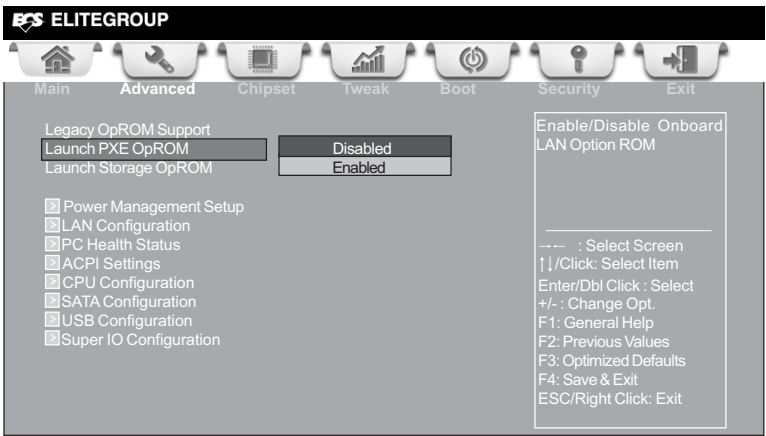 ECS ELITEGROUP
Main Advanced Chipset Tweak Boot Security Exit
Legacy OpROM Support
Launch PXE OpROM Disabled
Launch Storage OpROM Enabled
> Power Management Setup
> LAN Configuration
> PC Health Status
> ACPI Settings
> CPU Configuration
> SATA Configuration
> USB Configuration
> Super IO Configuration
Enable/Disable Onboard
LAN Option ROM
→← : Select Screen
↑↓/Click: Select Item
Enter/Dbl Click : Select
+/- : Change Opt.
F1: General Help
F2: Previous Values
F3: Optimized Defaults
F4: Save & Exit
ESC/Right Click: Exit